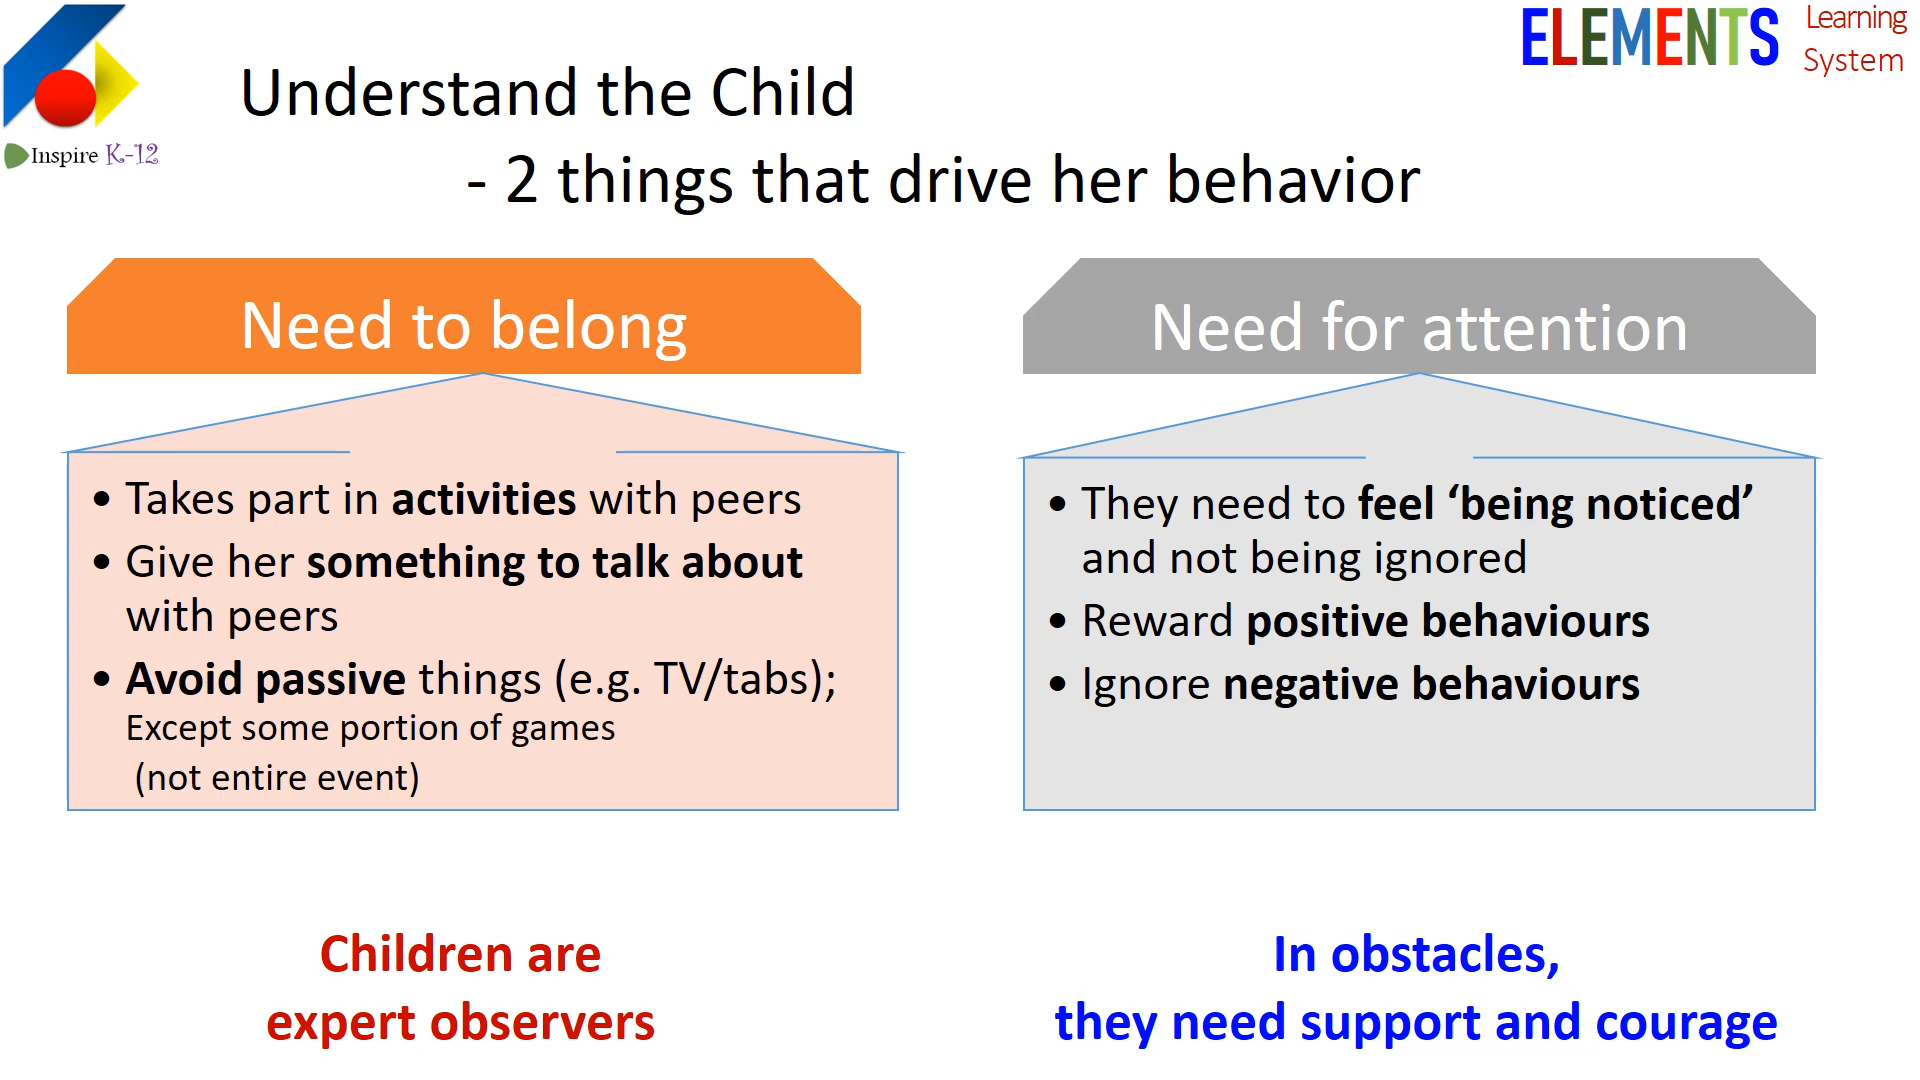 ELEMENTS Learning
System
Inspire K-12
Understand the Child
- 2 things that drive her behavior
Need to belong
• Takes part in activities with peers
• Give her something to talk about
with peers
• Avoid passive things (e.g. TV/tabs);
Except some portion of games
(not entire event)
Need for attention
• They need to feel ‘being noticed’
and not being ignored
• Reward positive behaviours
• Ignore negative behaviours
Children are
expert observers
In obstacles,
they need support and courage